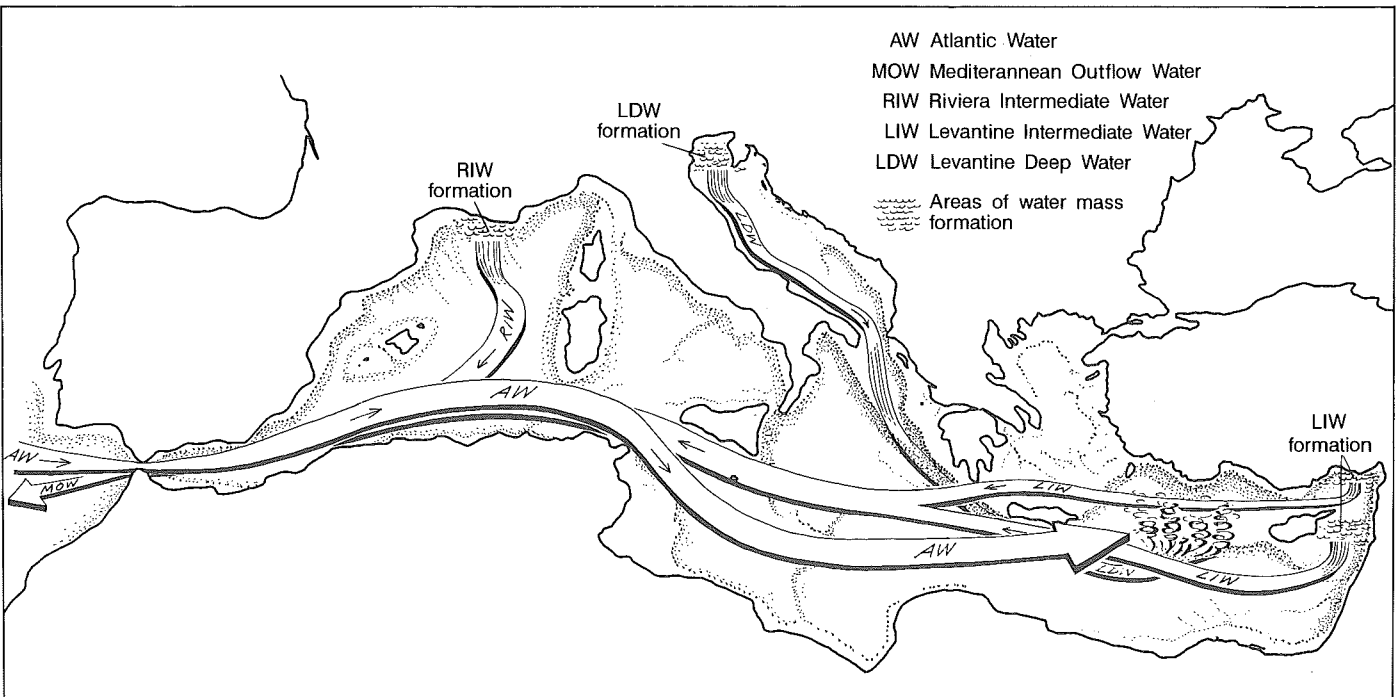 AW Atlantic Water
MOW Mediterannean Outflow Water
RIW Riviera Intermediate Water
LIW Levantine Intermediate Water
LDW Levantine Deep Water
Areas of water mass
formation
LDW
formation
RIW
formation
LDW
RIW
AW
LIW
formation
AW
MOW
LIW
AW
LDW
LIW